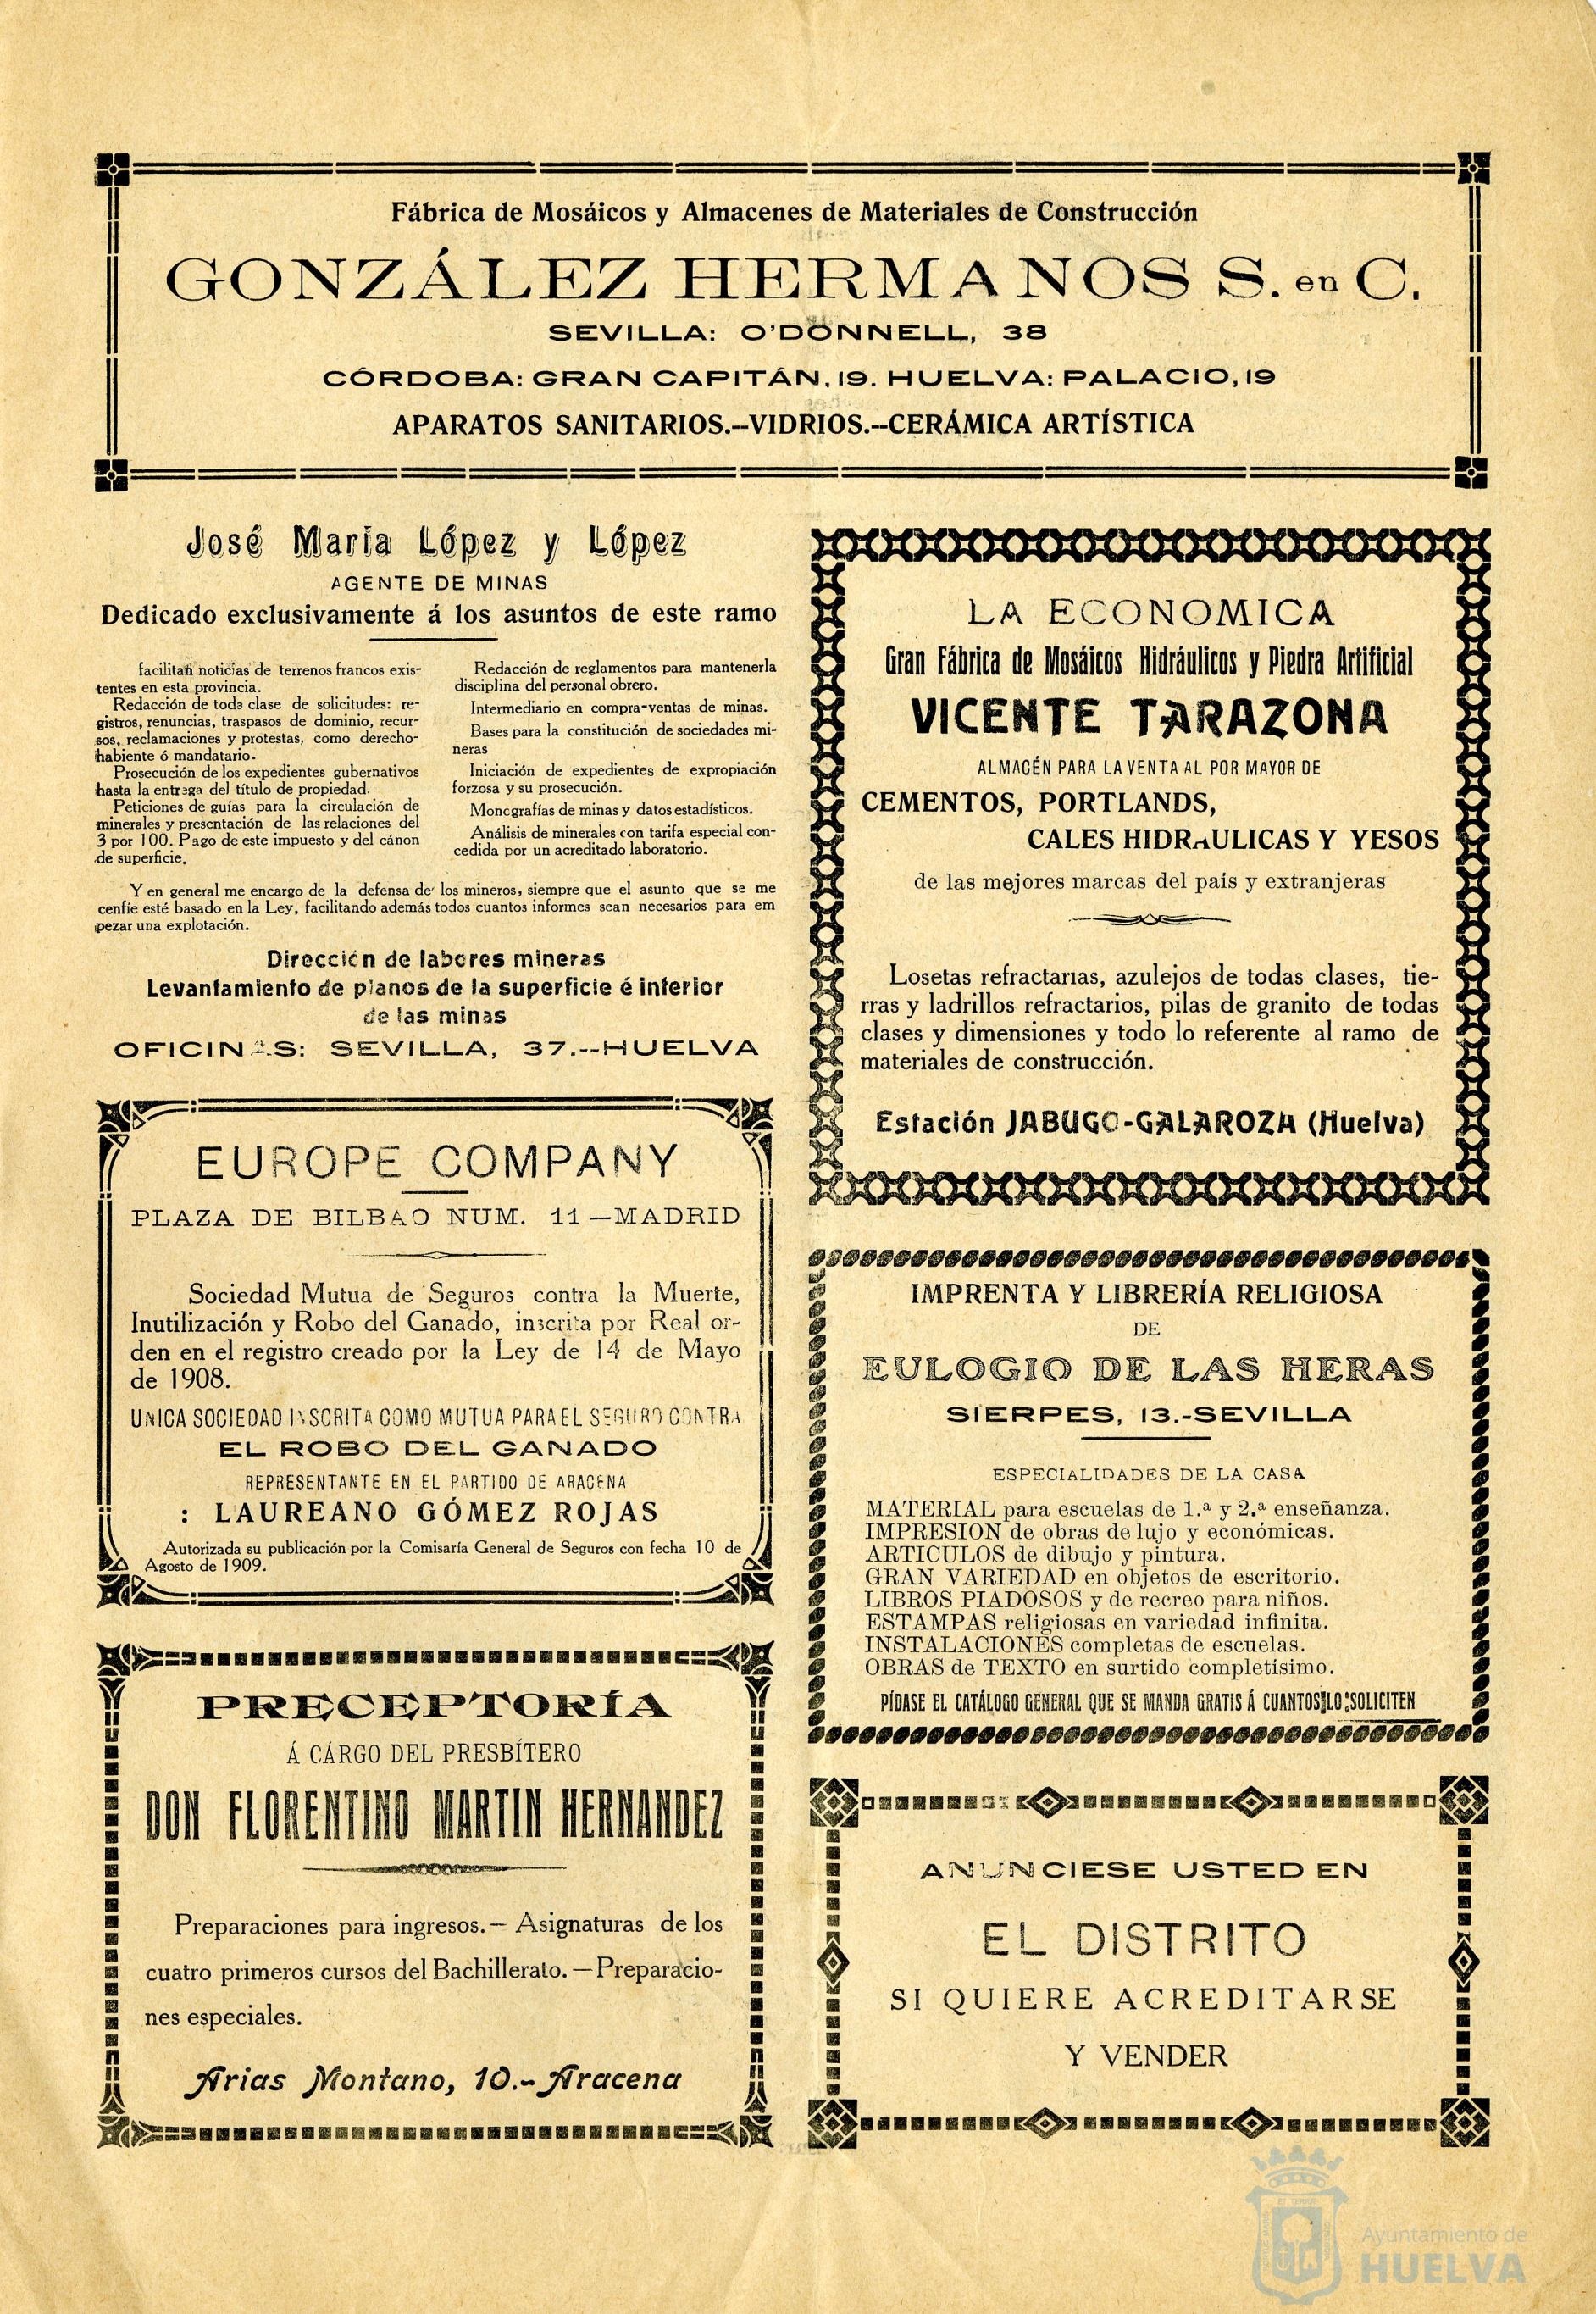 Fábrica de Mosáicos y Almacenes de Materiales de Construcción
GONZÁLEZ HERMANOS S. en C.
SEVILLA: O'DONNELL, 38
CÓRDOBA: GRAN CAPITÁN, 19. HUELVA: PALACIO, 19
APARATOS SANITARIOS.--VIDRIOS.--CERÁMICA ARTÍSTICA
José María López y López
AGENTE DE MINAS
Dedicado exclusivamente á los asuntos de este ramo
facilitan noticias de terrenos francos exis-
tentes en esta provincia.
Redacción de toda clase de solicitudes: re-
gistros, renuncias, traspasos de dominio, recur-
sos, reclamaciones y protestas, como derecho-
habiente ó mandatario.
Prosecución de los expedientes gubernativos
hasta la entrega del título de propiedad.
Peticiones de guías para la circulación de
minerales y presentación de las relaciones del
3 por 100. Pago de este impuesto y del cánon
de superficie.
Redacción de reglamentos para mantenerla
disciplina del personal obrero.
Intermediario en compra-ventas de minas.
Bases para la constitución de sociedades mi-
neras
Iniciación de expedientes de expropiación
forzosa y su prosecución.
Monografías de minas y datos estadísticos.
Análisis de minerales con tarifa especial con-
cedida por un acreditado laboratorio.
Y en general me encargo de la defensa de los mineros, siempre que el asunto que se me
cenfíe esté basado en la Ley, facilitando además todos cuantos informes sean necesarios para em
pezar una explotación.
Dirección de labores mineras
Levantamiento de planos de la superficie é interior
de las minas
OFICINAS: SEVILLA, 37.--HUELVA
EUROPE COMPANY
PLAZA DE BILBAO NUM. 11 —MADRID
Sociedad Mutua de Seguros contra la Muerte,
Inutilización y Robo del Ganado, inscrita por Real or-
den en el registro creado por la Ley de 14 de Mayo
de 1908.
UNICA SOCIEDAD INSCRITA COMO MUTUA PARA EL SEGURO CONTRA
EL ROBO DEL GANADO
REPRESENTANTE EN EL PARTIDO DE ARACENA
: LAUREANO GÓMEZ ROJAS
Autorizada su publicación por la Comisaría General de Seguros con fecha 10 de
Agosto de 1909.
PRECEPTORÍA
Á CARGO DEL PRESBÍTERO
DON FLORENTINO MARTIN HERNANDEZ
Preparaciones para ingresos.— Asignaturas de los
cuatro primeros cursos del Bachillerato. —Preparacio-
nes especiales.
Arias Montano, 10.-Aracena
LA ECONOMICA
Gran Fábrica de Mosáicos Hidráulicos y Piedra Artificial
VICENTE TARAZONA
ALMACÉN PARA LA VENTA AL POR MAYOR DE
CEMENTOS, PORTLANDS,
CALES HIDRAULICAS Y YESOS
de las mejores marcas del país y extranjeras
Losetas refractarias, azulejos de todas clases, tie-
rras y ladrillos refractarios, pilas de granito de todas
clases y dimensiones y todo lo referente al ramo de
materiales de construcción.
Estación JABUGO-GALAROZA (Huelva)
IMPRENTA Y LIBRERÍA RELIGIOSA
DE
EULOGIO DE LAS HERAS
SIERPES, 13.-SEVILLA
ESPECIALIDADES DE LA CASA
MATERIAL para escuelas de 1.ª y 2.ª enseñanza.
IMPRESION de obras de lujo y económicas.
ARTICULOS de dibujo y pintura.
GRAN VARIEDAD en objetos de escritorio.
LIBROS PIADOSOS y de recreo para niños.
ESTAMPAS religiosas en variedad infinita.
INSTALACIONES completas de escuelas.
OBRAS de TEXTO en surtido completísimo.
PÍDASE EL CATÁLOGO GENERAL QUE SE MANDA GRATIS Á CUANTOS LO SOLICITEN
ANUNCIESE USTED EN
EL DISTRITO
SI QUIERE ACREDITARSE
Y VENDER
Ayuntamiento de
HUELVA